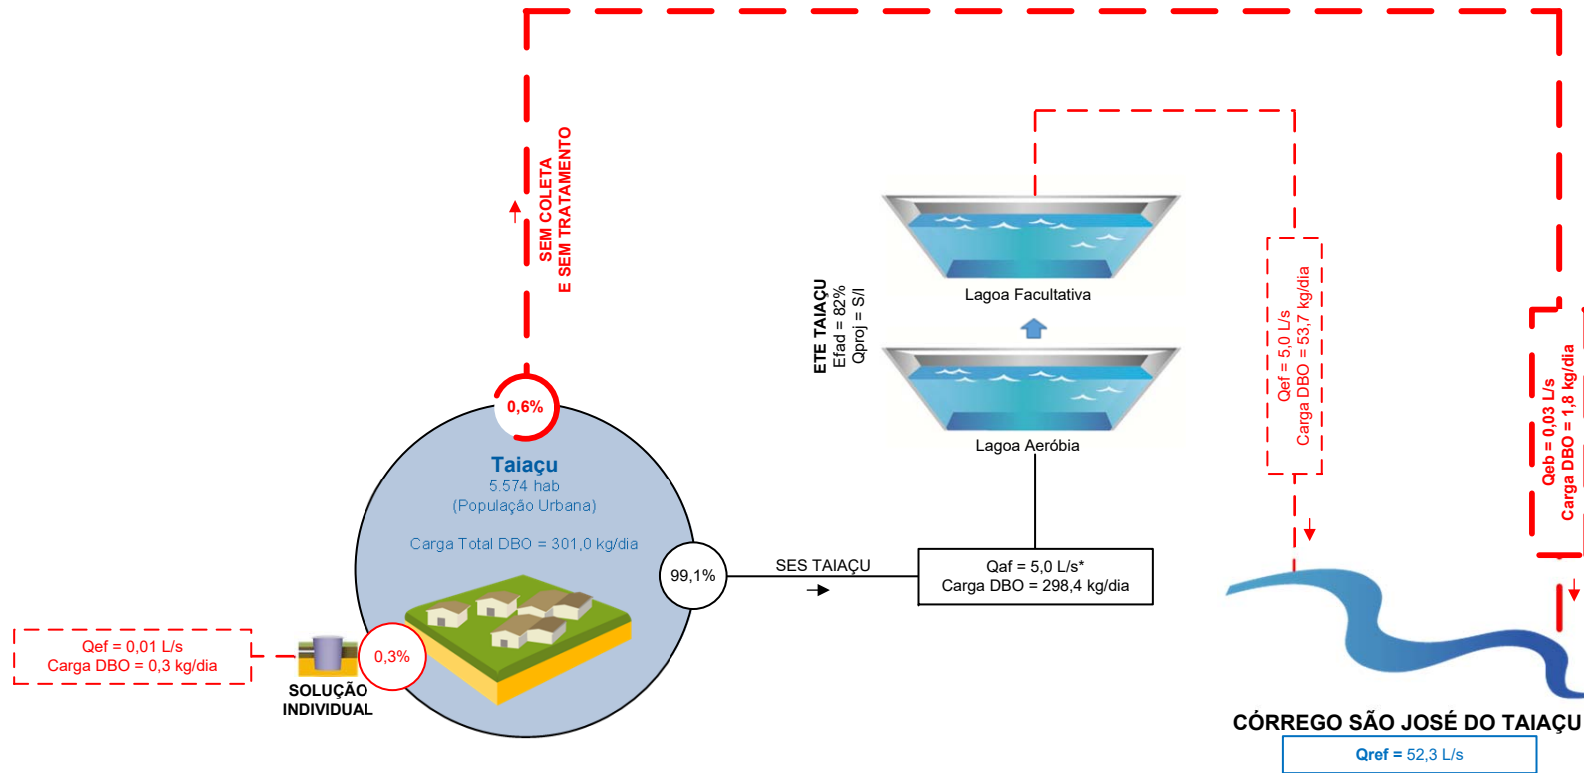 SEM COLETA
E SEM TRATAMENTO
0,6%
Taiaçu
5.574 hab
(População Urbana)
Carga Total DBO = 301,0 kg/dia
99,1%
0,3%
Qef = 0,01 L/s
Carga DBO = 0,3 kg/dia
SOLUÇÃO
INDIVIDUAL
SES TAIAÇU
Qaf = 5,0 L/s*
Carga DBO = 298,4 kg/dia
ETE TAIAÇU
Efad = 82%
Qproj = S/I
Lagoa Facultativa
Lagoa Aeróbia
Qef = 5,0 L/s
Carga DBO = 53,7 kg/dia
Qeb = 0,03 L/s
Carga DBO = 1,8 kg/dia
CÓRREGO SÃO JOSÉ DO TAIAÇU
Qref = 52,3 L/s